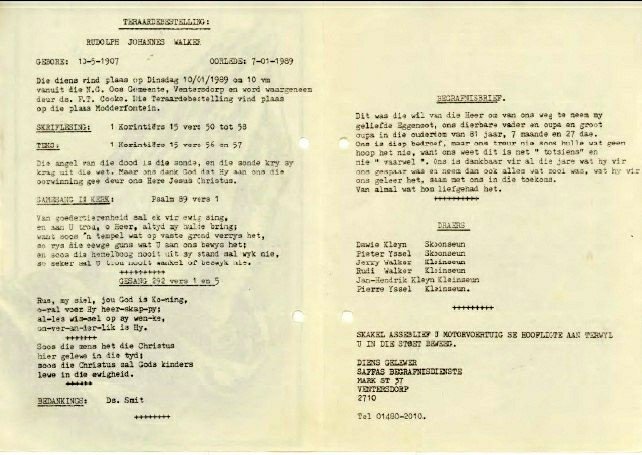 TERAARDEBESTELLING:
RUDOLPH JOHANNES WALKER
GEBORE: 10-5-1907 OORLEDE: 7-01-1989
Die diens vind plaas op Dinsdag 10/01/1989 om 10 vm
vanuit die N.G. Oos Gemeente, Ventersdorp en word waargeneem
deur ds. F.T. Cooke. Die Teraardebestelling vind plaas
op die plaas Modderfontein.
SKRIFLESING: 1 Korintiërs 15 vers 50 tot 58
TEKS: 1 Korintiërs 15 vers 56 en 57
Die angel van die dood is die sonde, en die sonde kry sy
krag uit die wet. Maar ons dank God dat Hy aan ons die
oorwinning gee deur ons Here Jesus Christus.
SAMESANG IN KERK: Psalm 89 vers 1
Van goedertierenheid sal ek vir ewig sing,
en aan U trou, o Heer, altyd my hulde bring;
want soos 'n tempel wat op vaste grond verrys het,
so rys die eewge guns wat U aan ons bewys het;
en soos die hemelboog nooit uit sy stand sal wyk nie,
so seker sal U trou nooit wankel of beswyk nie.
++++++++++
GESANG 292 vers 1 en 5
Rus, my siel, jou God is Ko-ning,
o-ral voer Hy heer-skap-py;
al-les wis-sel op sy wen-ke,
on-ver-an-der-lik is Hy.
+++++++
Soos die mens het die Christus
hier gelewe in die tyd;
soos die Christus sal Gods kinders
lewe in die ewigheid.
++++++
BEDANKINGS: Ds. Smit
++++++++
BEGRAFNISBRIEF.
Dit was die wil van die Heer om van ons weg te neem my
geliefde Eggenoot, ons dierbare vader en oupa en groot
oupa in die ouderdom van 81 jaar, 7 maande en 27 dae.
Ons is diep bedroef, maar ons treur nie soos hulle wat geen
hoop het nie, want ons weet dit is net " totsiens" en
nie " vaarwel ". Ons is dankbaar vir al die jare wat hy vir
ons gespaar was en neem dan ook alles wat mooi was, wat hy vir
ons geleer het, saam met ons in die toekoms.
Van almal wat hom liefgehad het.
++++++++++
DRAERS
Dawie Kleyn Skoonseun
Pieter Yssel Skoonseun
Jerry Walker Kleinseun
Rudi Walker Kleinseun
Jan-Hendrik Kleyn Kleinseun
Pierre Yssel Kleinseun.
+++++++++
SKAKEL ASSEBLIEF U MOTORVOERTUIG SE HOOFLIGTE AAN TERWYL
U IN DIE STOET BEWEEG.
DIENS GELEWER
SAFFAS BEGRAFNISDIENSTE
MARK ST 37
VENTERSDORP
2710
Tel 01480-2010.